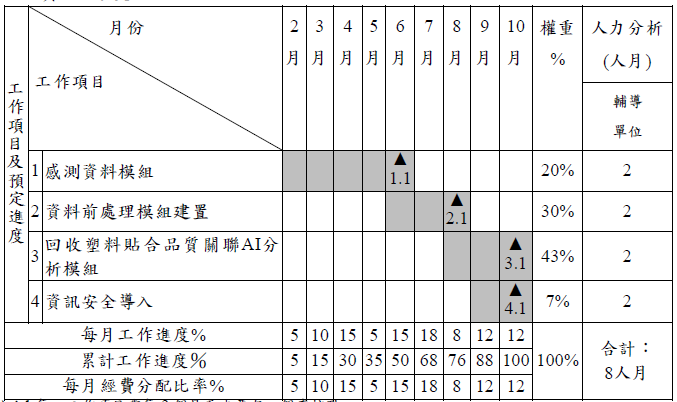 月份
工作項目
2月 3月 4月 5月 6月 7月 8月 9月 10月
權重%
人力分析(人月)
輔導單位
工作項目及預定進度
1 感測資料模組 ▲1.1 20% 2
2 資料前處理模組建置 ▲2.1 30% 2
3 回收塑料貼合品質關聯AI分析模組 ▲3.1 43% 2
4 資訊安全導入 ▲4.1 7% 2
每月工作進度% 5 10 15 5 15 18 8 12 12
累計工作進度% 5 15 30 35 50 68 76 88 100 100%
合計：8人月
每月經費分配比率% 5 10 15 5 15 18 8 12 12